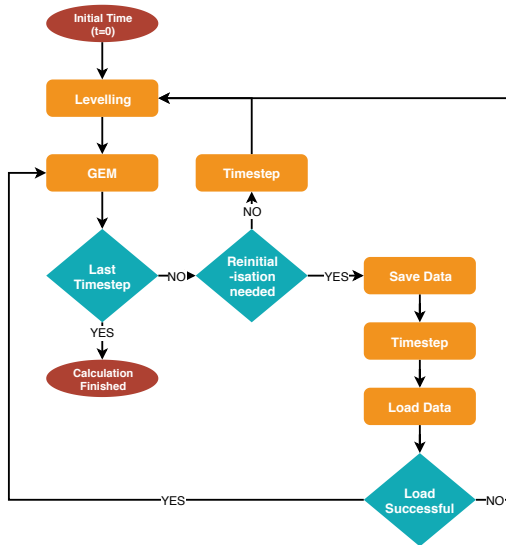 Initial Time
(t=0)
Levelling
GEM
Timestep
NO
Last
Timestep
NO
Reinitial
-isation
needed
YES
Save Data
YES
Timestep
Calculation
Finished
Load Data
YES
Load
Successful
NO